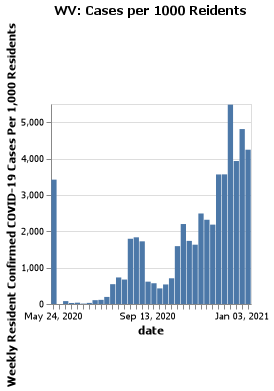 WV: Cases per 1000 Reidents
Weekly Resident Confirmed COVID-19 Cases Per 1,000 Residents
5,000
4,000
3,000
2,000
1,000
0
May 24, 2020 Sep 13, 2020 Jan 03, 2021
date